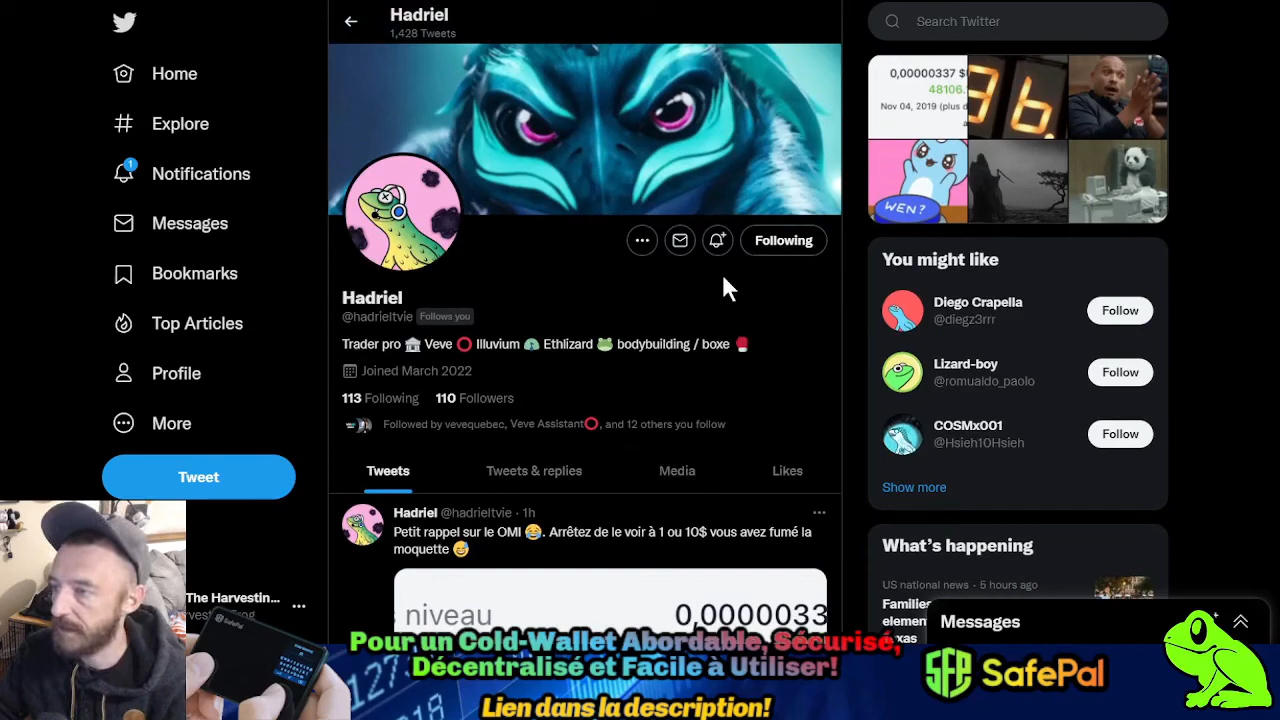 Hadriel
1,428 Tweets
Home
Explore
1
Notifications
Messages
Bookmarks
Top Articles
Profile
More
Tweet
The Harvestin...
Following
Hadriel
@hadrieltvie Follows you
Trader pro Veve Illuvium Ethlizard bodybuilding / boxe
Joined March 2022
113 Following 110 Followers
Followed by vevequebec, Veve Assistant, and 12 others you follow
Tweets
Tweets & replies
Media
Likes
Hadriel @hadrieltvie · 1h
Petit rappel sur le OMI. Arrêtez de le voir à 1 ou 10$ vous avez fumé la
moquette
niveau 0,0000033
Search Twitter
0,00000337 $
48106.
Nov 04, 2019 (plus d
WEN?
You might like
Diego Crapella
@diegz3rrr
Follow
Lizard-boy
@romualdo_paolo
Follow
COSMx001
@Hsieh10Hsieh
Follow
Show more
What's happening
US national news · 5 hours ago
Families
element
Messages
SafePal
Pour un Cold-Wallet Abordable, Sécurisé,
Décentralisé et Facile à Utiliser!
Lien dans la description!
SFP SafePal